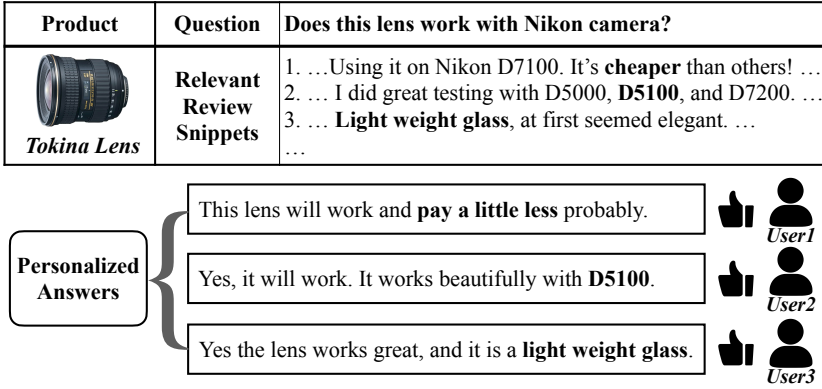 Product
Question
Does this lens work with Nikon camera?
Tokina Lens
Relevant
Review
Snippets
1. …Using it on Nikon D7100. It's cheaper than others! …
2. … I did great testing with D5000, D5100, and D7200. …
3. … Light weight glass, at first seemed elegant. …
…
Personalized
Answers
This lens will work and pay a little less probably.
User1
Yes, it will work. It works beautifully with D5100.
User2
Yes the lens works great, and it is a light weight glass.
User3